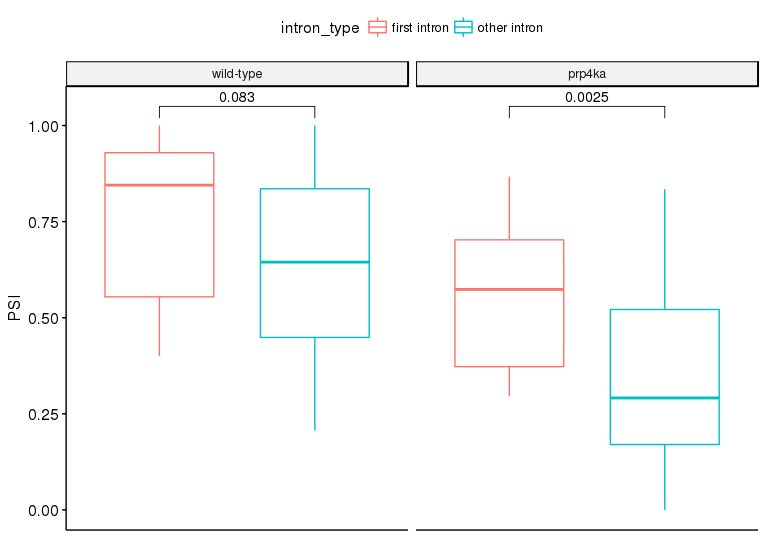 intron_type first intron other intron
wild-type prp4ka
0.083 0.0025
1.00
0.75
0.50
0.25
0.00
PSI